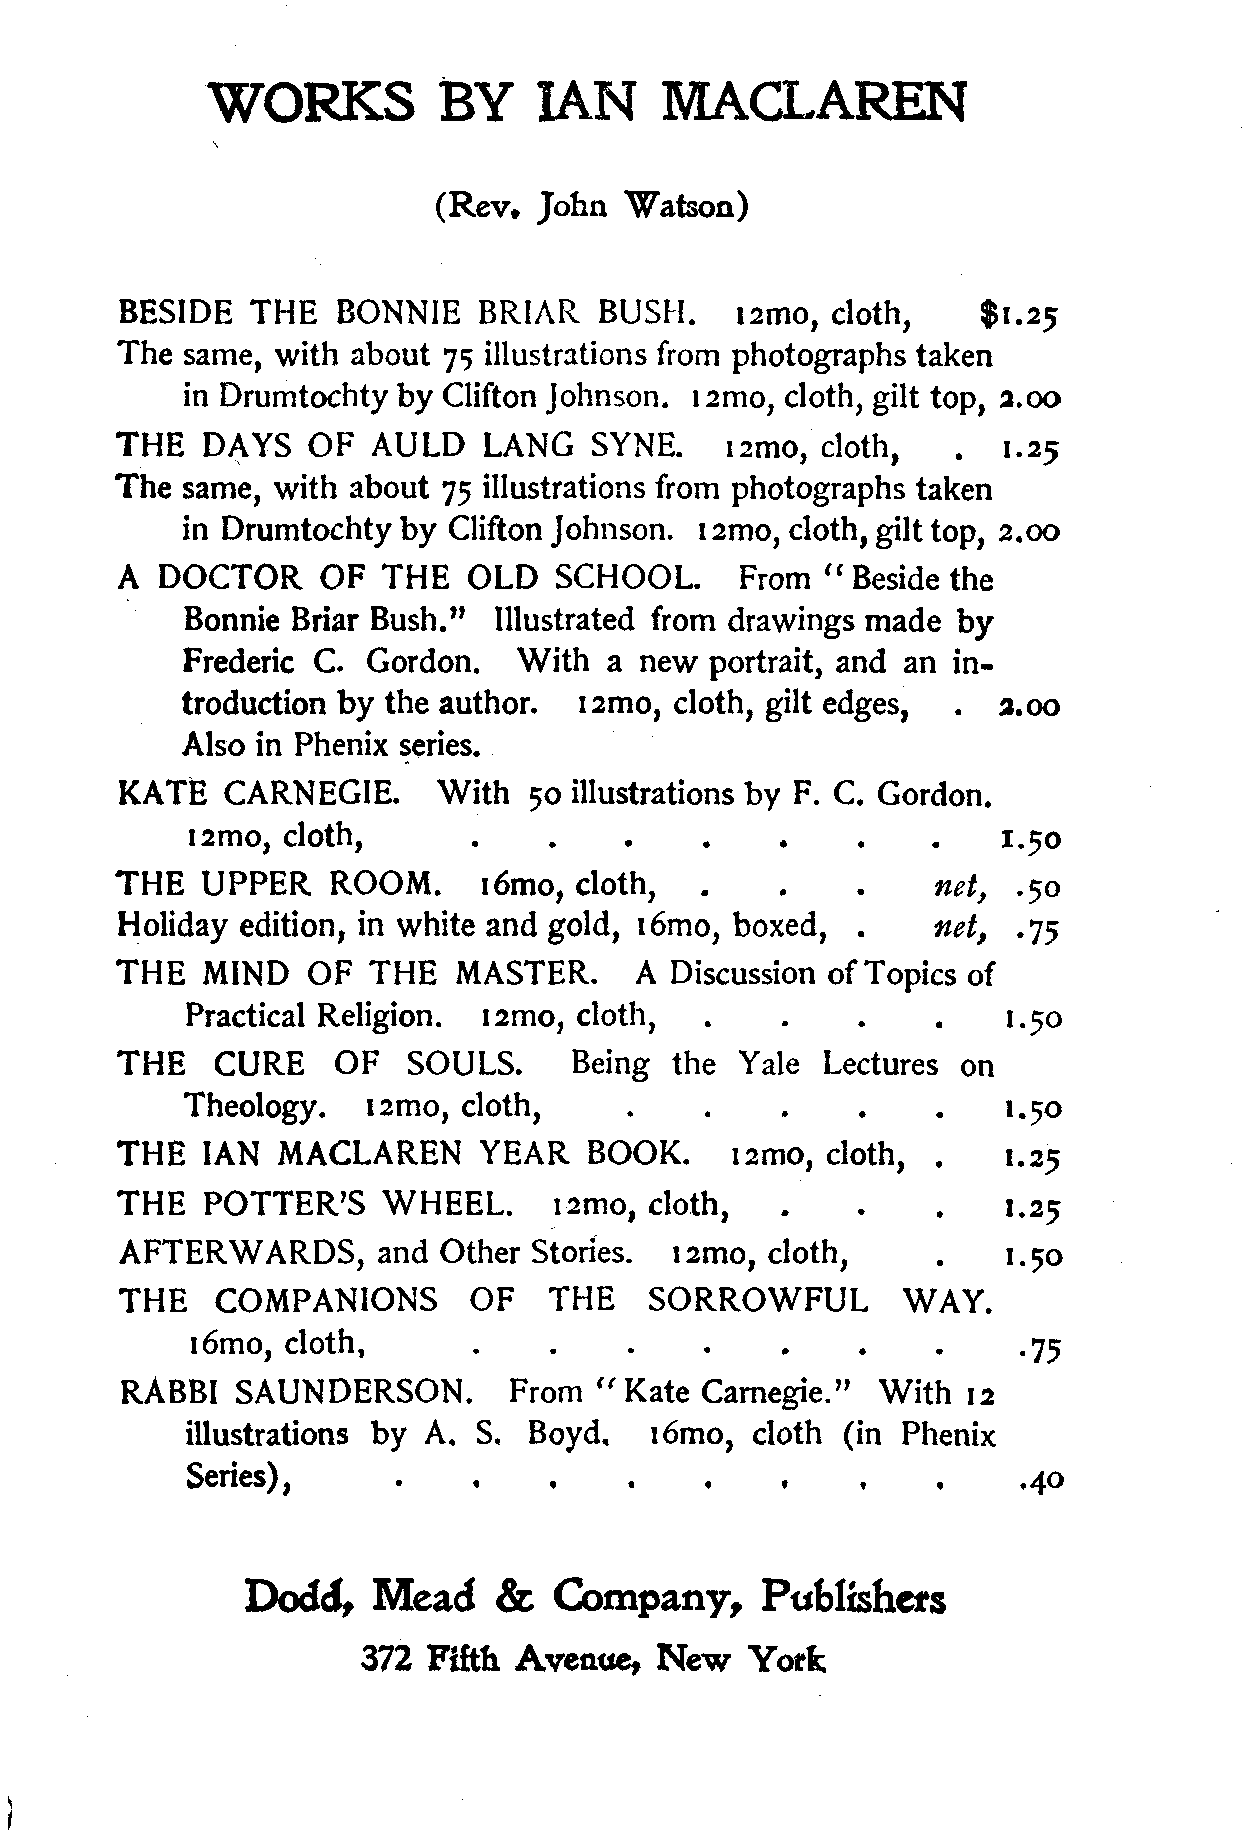 WORKS BY IAN MACLAREN
(Rev. John Watson)
BESIDE THE BONNIE BRIAR BUSH. 12mo, cloth, $1.25
The same, with about 75 illustrations from photographs taken
in Drumtochty by Clifton Johnson. 12mo, cloth, gilt top, 2.00
THE DAYS OF AULD LANG SYNE. 12mo, cloth, . 1.25
The same, with about 75 illustrations from photographs taken
in Drumtochty by Clifton Johnson. 12mo, cloth, gilt top, 2.00
A DOCTOR OF THE OLD SCHOOL. From "Beside the
Bonnie Briar Bush." Illustrated from drawings made by
Frederic C. Gordon. With a new portrait, and an in-
troduction by the author. 12mo, cloth, gilt edges, . 2.00
Also in Phenix series.
KATE CARNEGIE. With 50 illustrations by F. C. Gordon.
12mo, cloth, . . . . . . . 1.50
THE UPPER ROOM. 16mo, cloth, . . . net, .50
Holiday edition, in white and gold, 16mo, boxed, . net, .75
THE MIND OF THE MASTER. A Discussion of Topics of
Practical Religion. 12mo, cloth, . . . . 1.50
THE CURE OF SOULS. Being the Yale Lectures on
Theology. 12mo, cloth, . . . . . 1.50
THE IAN MACLAREN YEAR BOOK. 12mo, cloth, . 1.25
THE POTTER'S WHEEL. 12mo, cloth, . . . 1.25
AFTERWARDS, and Other Stories. 12mo, cloth, . 1.50
THE COMPANIONS OF THE SORROWFUL WAY.
16mo, cloth, . . . . . . . .75
RABBI SAUNDERSON. From "Kate Carnegie." With 12
illustrations by A. S. Boyd. 16mo, cloth (in Phenix
Series), . . . . . . . . .40
Dodd, Mead & Company, Publishers
372 Fifth Avenue, New York